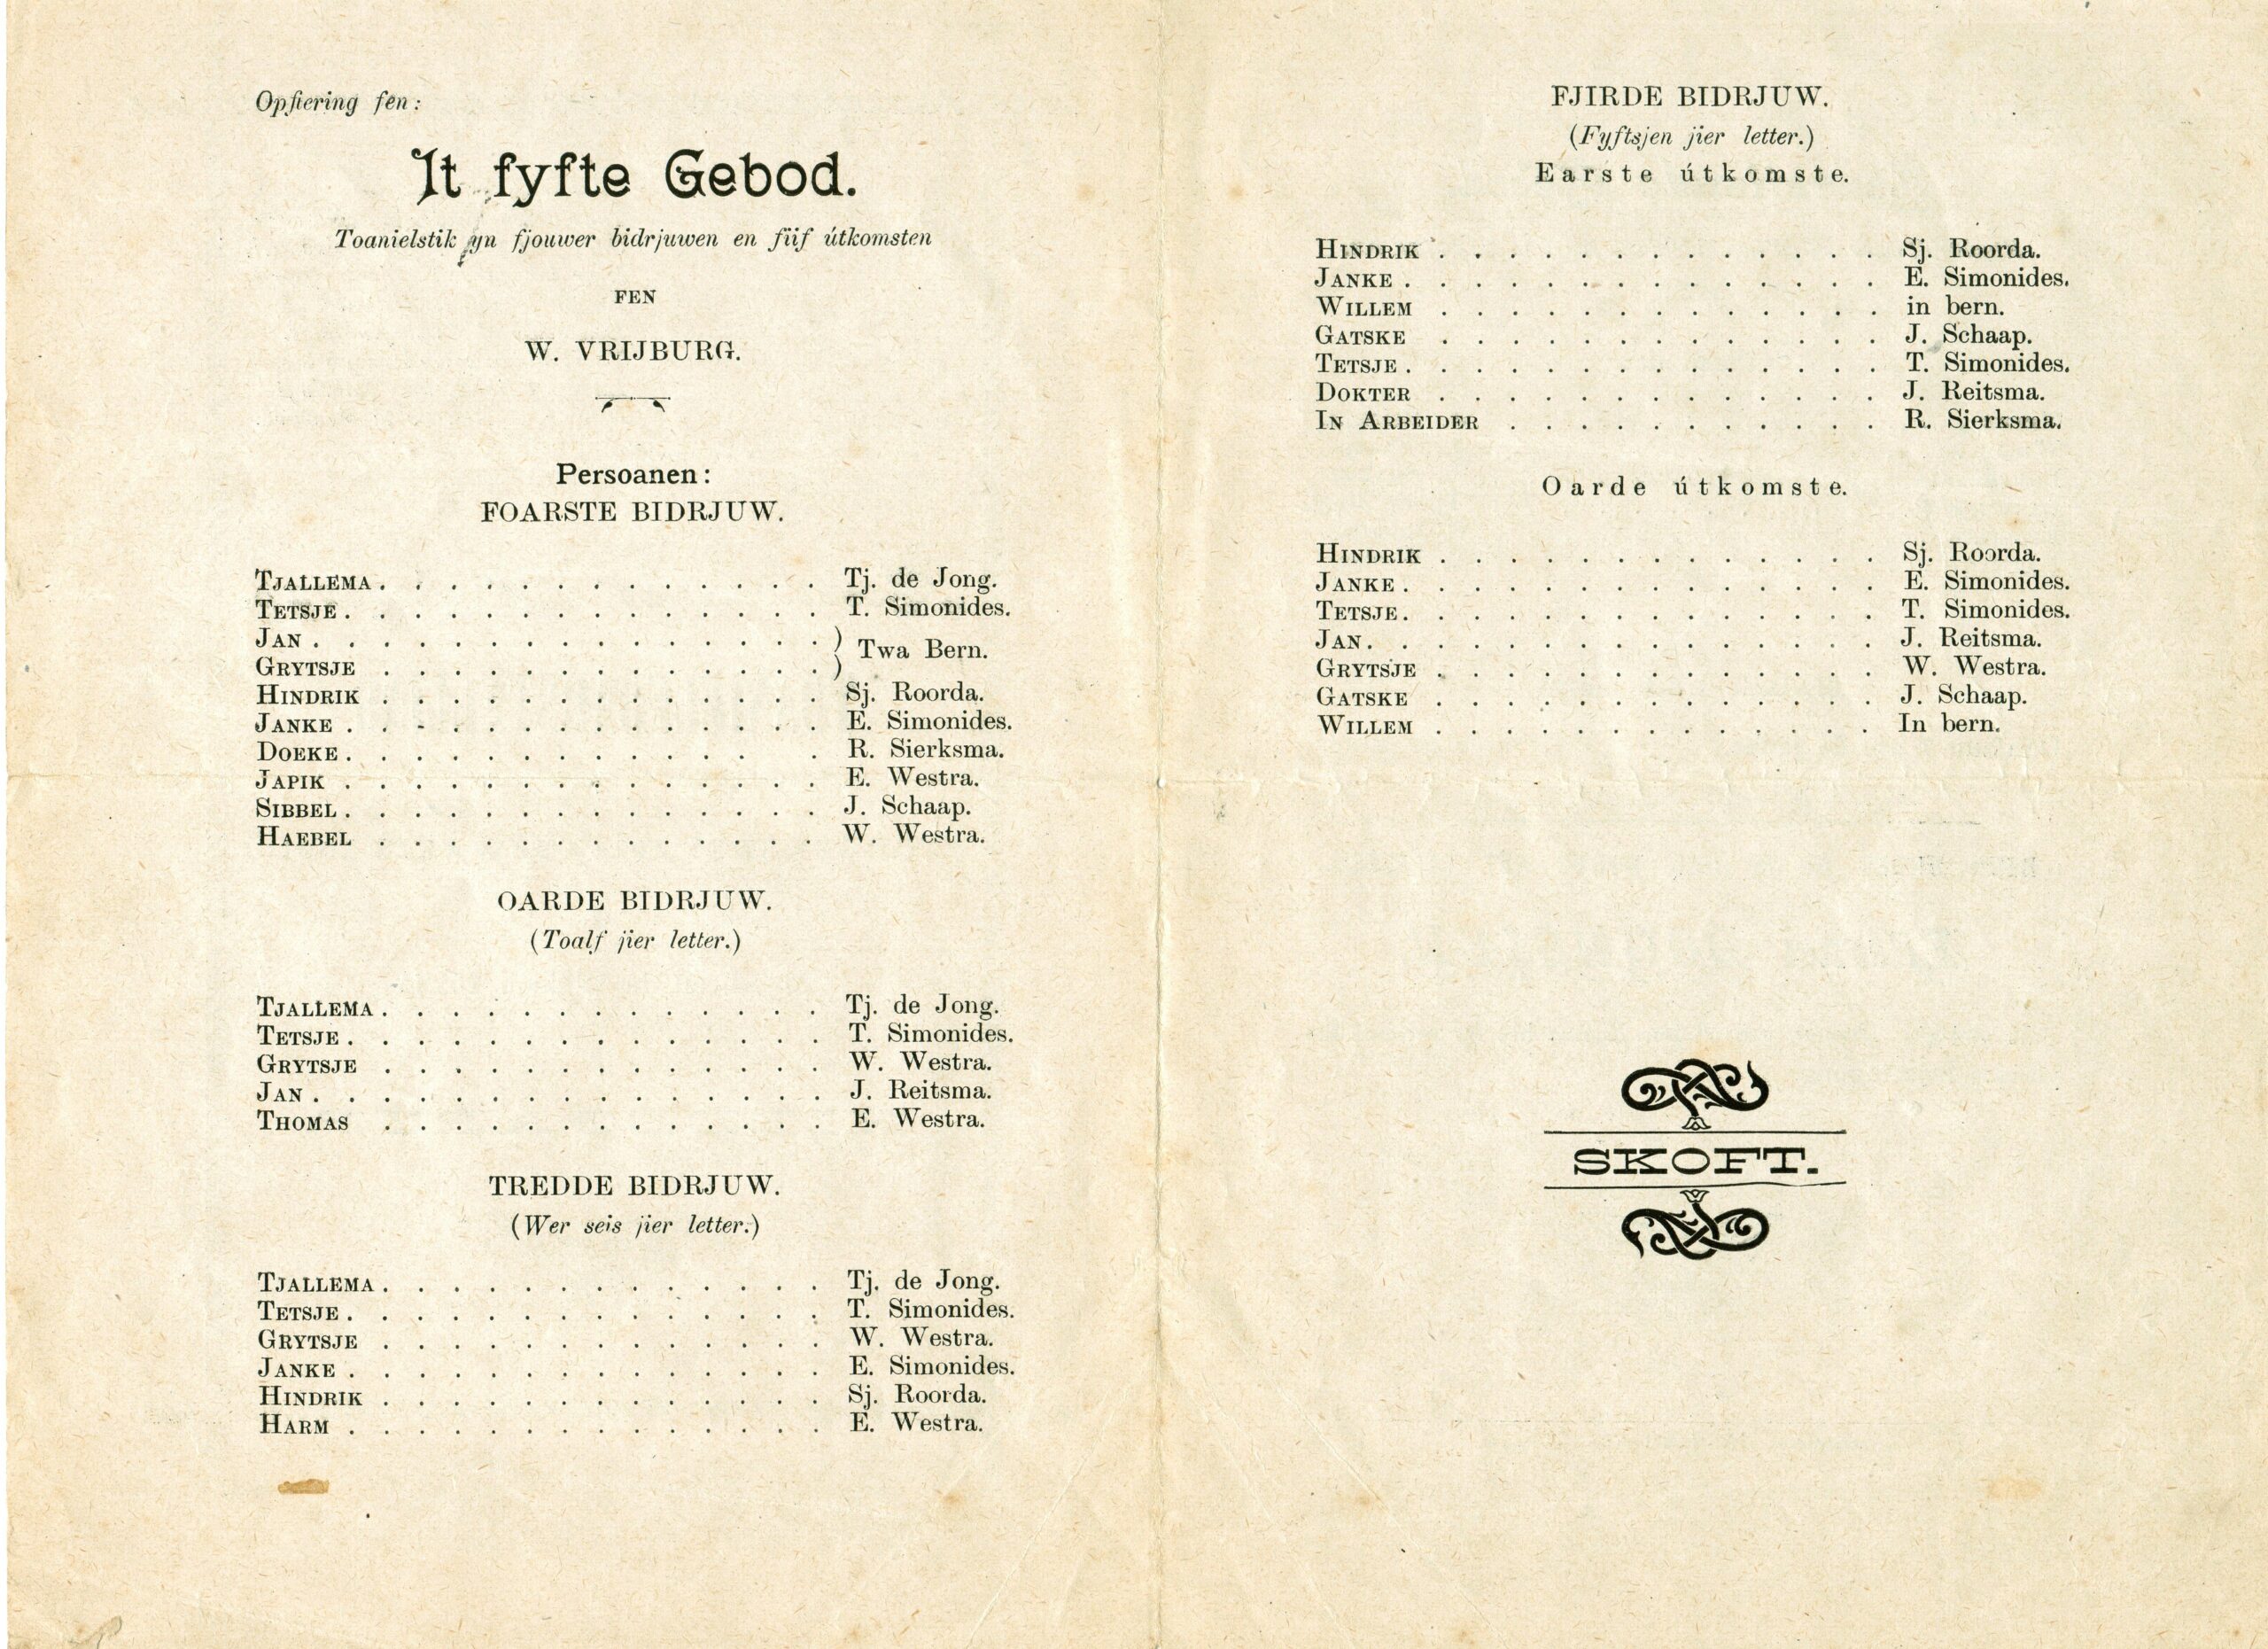 Opfiering fen:
It fyfte Gebod.
Toanielstik yn fjouwer bidrjuwen en fiif útkomsten
FEN
W. VRIJBURG.
Persoanen:
FOARSTE BIDRJUW.
TJALLEMA . . . . . . . . . . . . . Tj. de Jong.
TETSJE . . . . . . . . . . . . . . T. Simonides.
JAN . . . . . . . . . . . . . . . )
GRYTSJE . . . . . . . . . . . . . ) Twa Bern.
HINDRIK . . . . . . . . . . . . . Sj. Roorda.
JANKE . . . . . . . . . . . . . . E. Simonides.
DOEKE . . . . . . . . . . . . . R. Sierksma.
JAPIK . . . . . . . . . . . . . . E. Westra.
SIBBEL . . . . . . . . . . . . . . J. Schaap.
HAEBEL . . . . . . . . . . . . . W. Westra.
OARDE BIDRJUW.
(Toalf jier letter.)
TJALLEMA . . . . . . . . . . . . . Tj. de Jong.
TETSJE . . . . . . . . . . . . . . T. Simonides.
GRYTSJE . . . . . . . . . . . . . W. Westra.
JAN . . . . . . . . . . . . . . . J. Reitsma.
THOMAS . . . . . . . . . . . . . E. Westra.
TREDDE BIDRJUW.
(Wer seis jier letter.)
TJALLEMA . . . . . . . . . . . . . Tj. de Jong.
TETSJE . . . . . . . . . . . . . . T. Simonides.
GRYTSJE . . . . . . . . . . . . . W. Westra.
JANKE . . . . . . . . . . . . . . E. Simonides.
HINDRIK . . . . . . . . . . . . . Sj. Roorda.
HARM . . . . . . . . . . . . . . E. Westra.
FJIRDE BIDRJUW.
(Fyftsjen jier letter.)
Earste útkomste.
HINDRIK . . . . . . . . . . . . . Sj. Roorda.
JANKE . . . . . . . . . . . . . . E. Simonides.
WILLEM . . . . . . . . . . . . . in bern.
GATSKE . . . . . . . . . . . . . J. Schaap.
TETSJE . . . . . . . . . . . . . . T. Simonides.
DOKTER . . . . . . . . . . . . . J. Reitsma.
IN ARBEIDER . . . . . . . . . . . R. Sierksma.
Oarde útkomste.
HINDRIK . . . . . . . . . . . . . Sj. Roorda.
JANKE . . . . . . . . . . . . . . E. Simonides.
TETSJE . . . . . . . . . . . . . . T. Simonides.
JAN . . . . . . . . . . . . . . . J. Reitsma.
GRYTSJE . . . . . . . . . . . . . W. Westra.
GATSKE . . . . . . . . . . . . . J. Schaap.
WILLEM . . . . . . . . . . . . . In bern.
SKOFT.